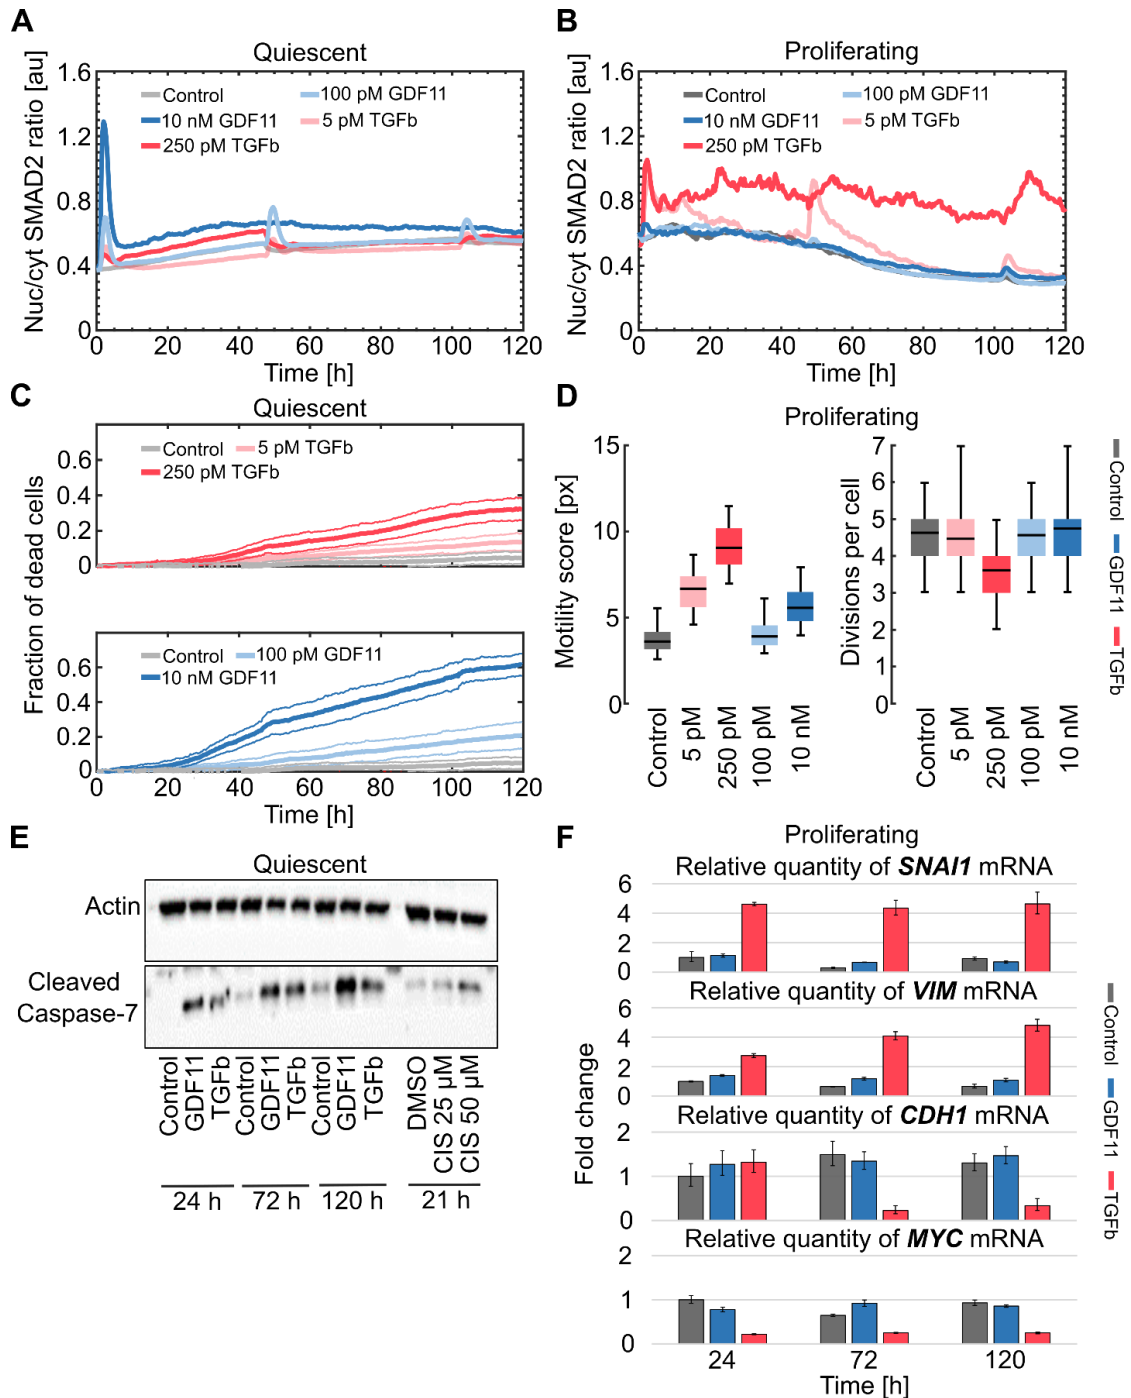 A
Quiescent
Nuc/cyt SMAD2 ratio [au]
1.6
1.2
0.8
0.4
0
Control
10 nM GDF11
250 pM TGFb
100 pM GDF11
5 pM TGFb
0 20 40 60 80 100 120
Time [h]
B
Proliferating
Nuc/cyt SMAD2 ratio [au]
1.6
1.2
0.8
0.4
0
Control
10 nM GDF11
250 pM TGFb
100 pM GDF11
5 pM TGFb
0 20 40 60 80 100 120
Time [h]
C
Quiescent
Fraction of dead cells
0.6
0.4
0.2
0
Control
5 pM TGFb
250 pM TGFb
0.6
0.4
0.2
0
Control
100 pM GDF11
10 nM GDF11
0 20 40 60 80 100 120
Time [h]
D
Proliferating
Motility score [px]
15
10
5
0
Control
5 pM
250 pM
100 pM
10 nM
Divisions per cell
7
6
5
4
3
2
1
0
Control
5 pM
250 pM
100 pM
10 nM
Control
GDF11
TGFb
E
Quiescent
Actin
Cleaved
Caspase-7
Control
GDF11
TGFb
Control
GDF11
TGFb
Control
GDF11
TGFb
DMSO
CIS 25 µM
CIS 50 µM
24 h
72 h
120 h
21 h
F
Proliferating
Relative quantity of SNAI1 mRNA
6
4
2
0
Relative quantity of VIM mRNA
6
4
2
0
Relative quantity of CDH1 mRNA
2
1
0
Relative quantity of MYC mRNA
2
1
0
Fold change
24 72 120
Time [h]
Control
GDF11
TGFb